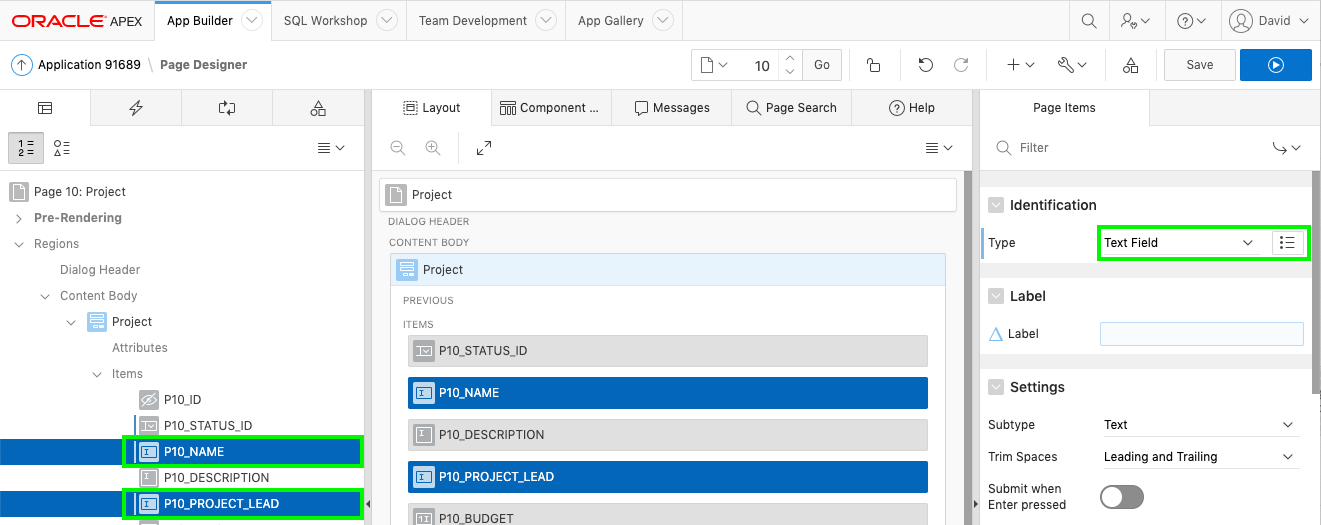 ORACLE APEX App Builder SQL Workshop Team Development App Gallery David
Application 91689 \ Page Designer 10 Go Save
Layout Component ... Messages Page Search Help Page Items
Filter
Page 10: Project
Pre-Rendering
Regions
Dialog Header
Content Body
Project
Attributes
Items
P10_ID
P10_STATUS_ID
P10_NAME
P10_DESCRIPTION
P10_PROJECT_LEAD
Project
DIALOG HEADER
CONTENT BODY
Project
PREVIOUS
ITEMS
P10_STATUS_ID
P10_NAME
P10_DESCRIPTION
P10_PROJECT_LEAD
P10_BUDGET
Identification
Type Text Field
Label
Label
Settings
Subtype Text
Trim Spaces Leading and Trailing
Submit when
Enter pressed